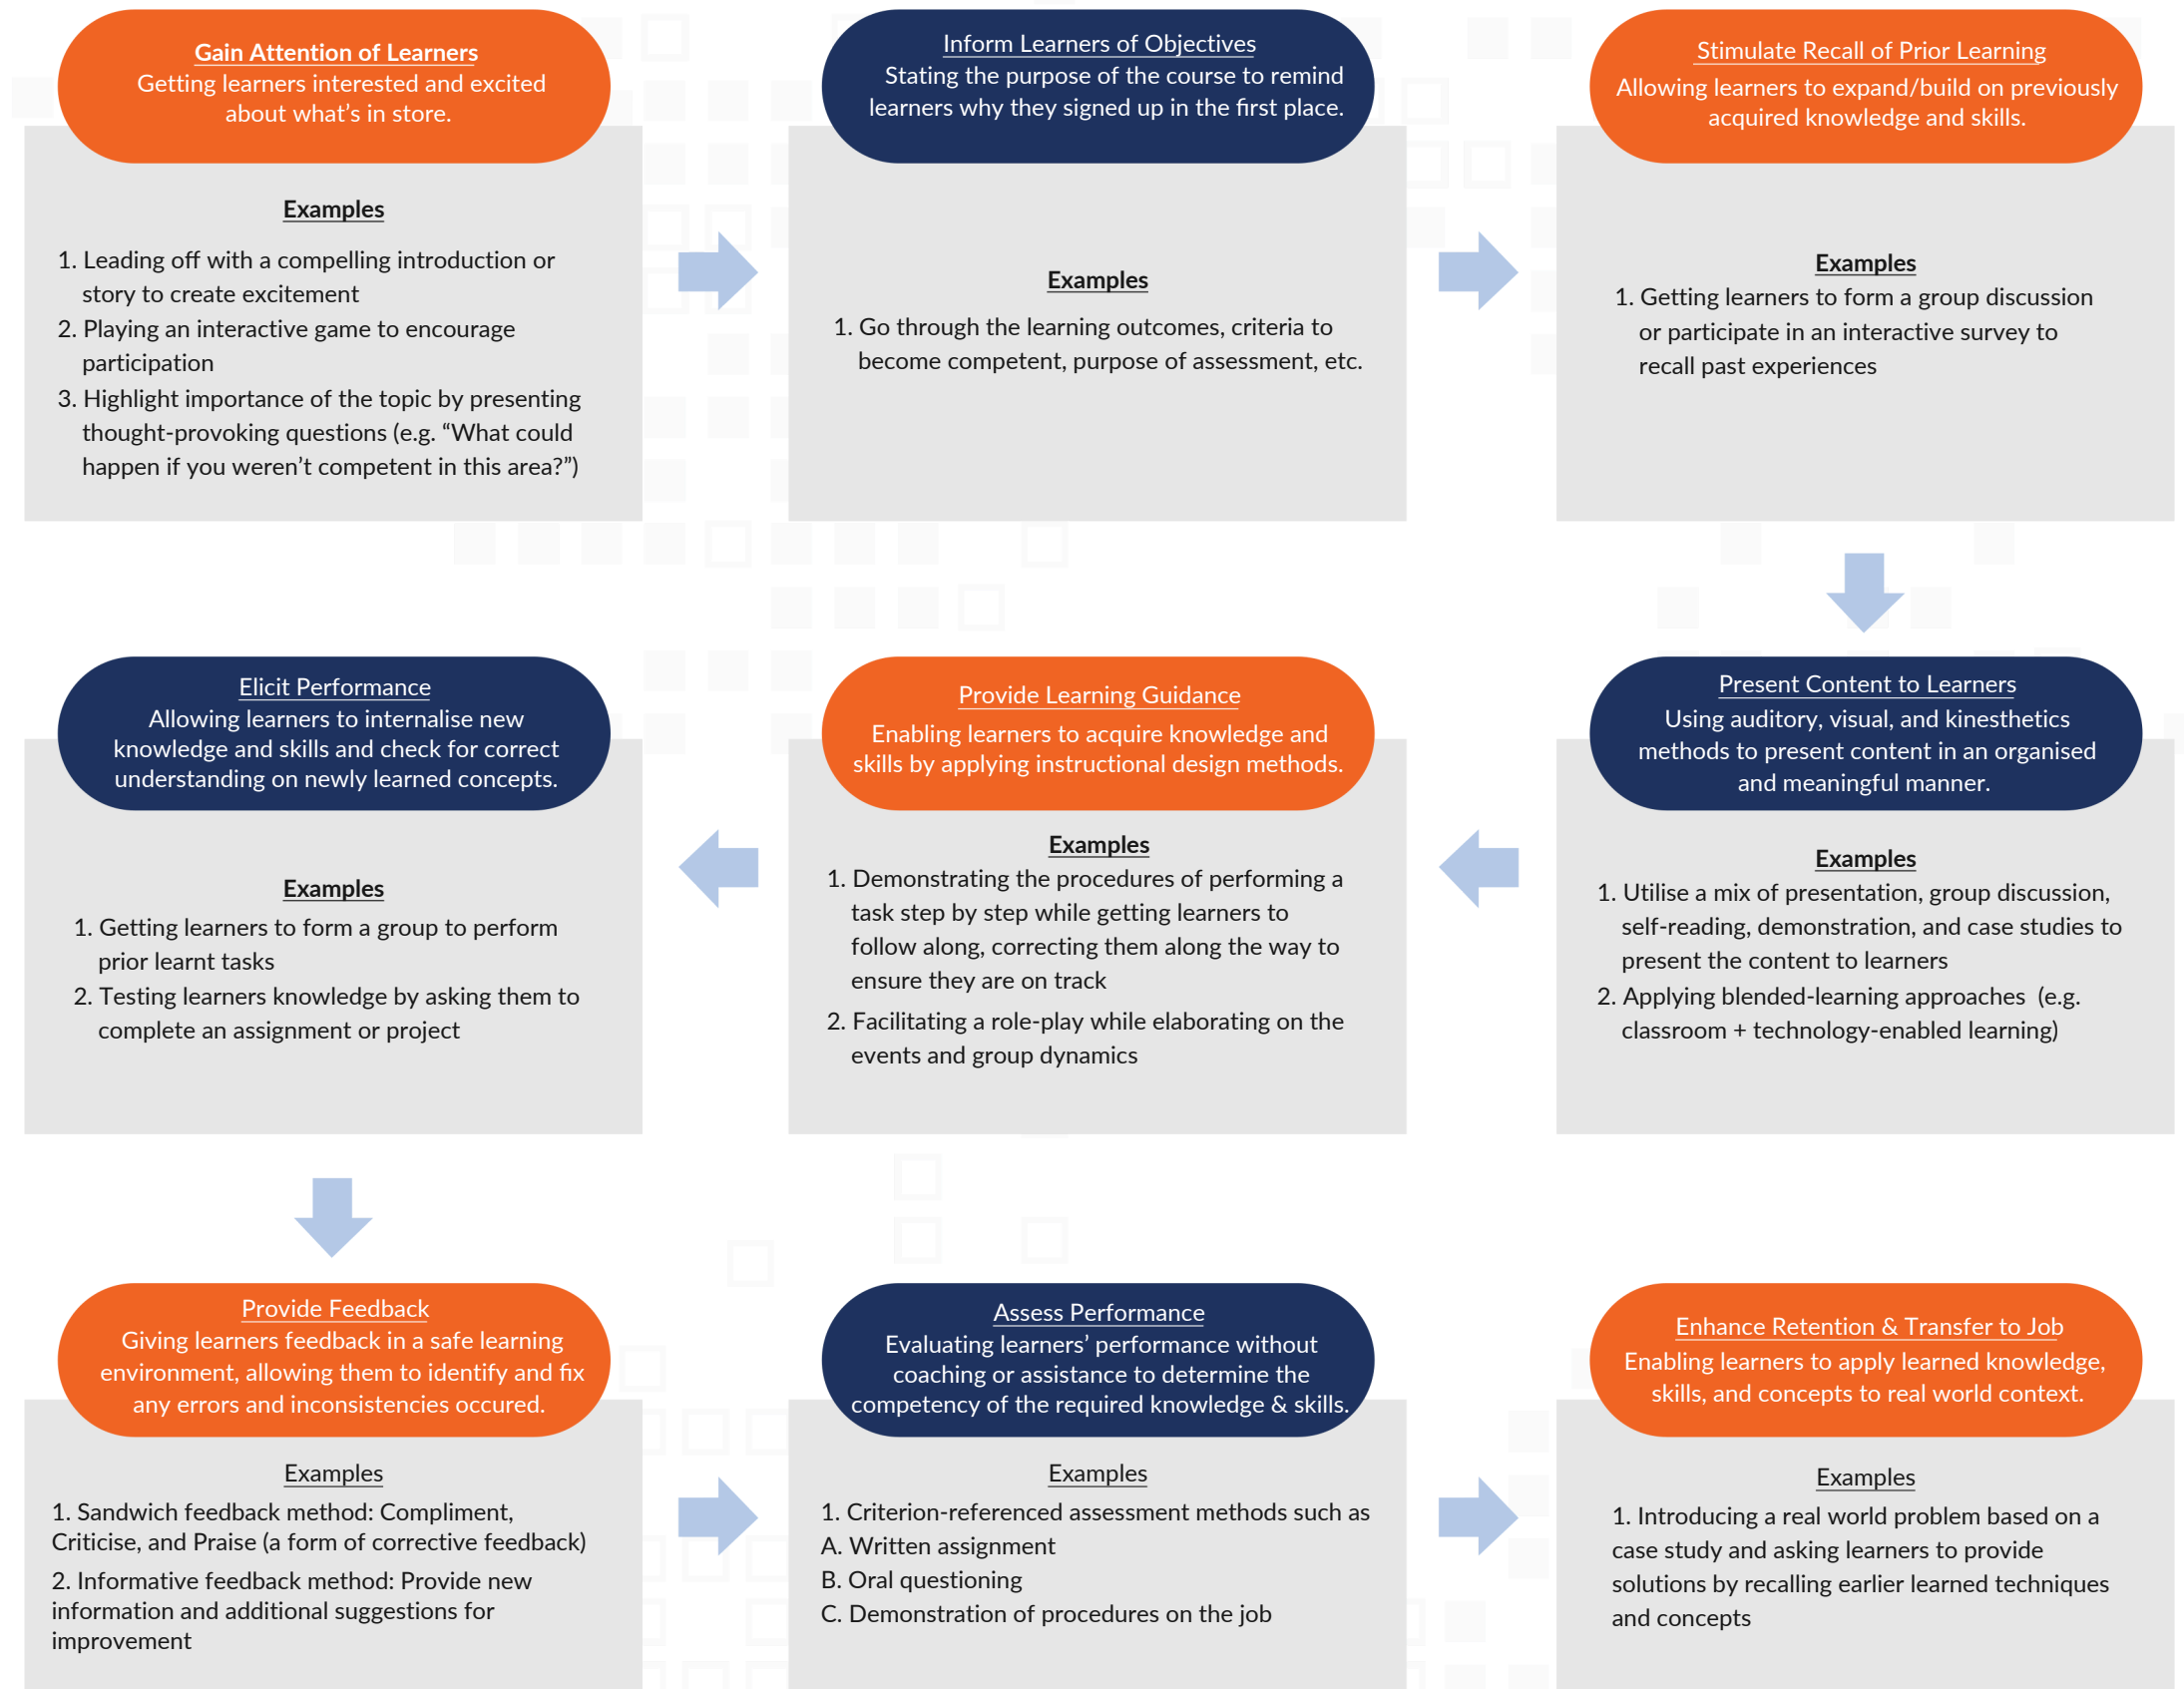 Gain Attention of Learners
Getting learners interested and excited
about what's in store.
Examples
1. Leading off with a compelling introduction or
story to create excitement
2. Playing an interactive game to encourage
participation
3. Highlight importance of the topic by presenting
thought-provoking questions (e.g. “What could
happen if you weren't competent in this area?”)
Inform Learners of Objectives
Stating the purpose of the course to remind
learners why they signed up in the first place.
Examples
1. Go through the learning outcomes, criteria to
become competent, purpose of assessment, etc.
Stimulate Recall of Prior Learning
Allowing learners to expand/build on previously
acquired knowledge and skills.
Examples
1. Getting learners to form a group discussion
or participate in an interactive survey to
recall past experiences
Present Content to Learners
Using auditory, visual, and kinesthetics
methods to present content in an organised
and meaningful manner.
Examples
1. Utilise a mix of presentation, group discussion,
self-reading, demonstration, and case studies to
present the content to learners
2. Applying blended-learning approaches (e.g.
classroom + technology-enabled learning)
Provide Learning Guidance
Enabling learners to acquire knowledge and
skills by applying instructional design methods.
Examples
1. Demonstrating the procedures of performing a
task step by step while getting learners to
follow along, correcting them along the way to
ensure they are on track
2. Facilitating a role-play while elaborating on the
events and group dynamics
Elicit Performance
Allowing learners to internalise new
knowledge and skills and check for correct
understanding on newly learned concepts.
Examples
1. Getting learners to form a group to perform
prior learnt tasks
2. Testing learners knowledge by asking them to
complete an assignment or project
Provide Feedback
Giving learners feedback in a safe learning
environment, allowing them to identify and fix
any errors and inconsistencies occured.
Examples
1. Sandwich feedback method: Compliment,
Criticise, and Praise (a form of corrective feedback)
2. Informative feedback method: Provide new
information and additional suggestions for
improvement
Assess Performance
Evaluating learners' performance without
coaching or assistance to determine the
competency of the required knowledge & skills.
Examples
1. Criterion-referenced assessment methods such as
A. Written assignment
B. Oral questioning
C. Demonstration of procedures on the job
Enhance Retention & Transfer to Job
Enabling learners to apply learned knowledge,
skills, and concepts to real world context.
Examples
1. Introducing a real world problem based on a
case study and asking learners to provide
solutions by recalling earlier learned techniques
and concepts